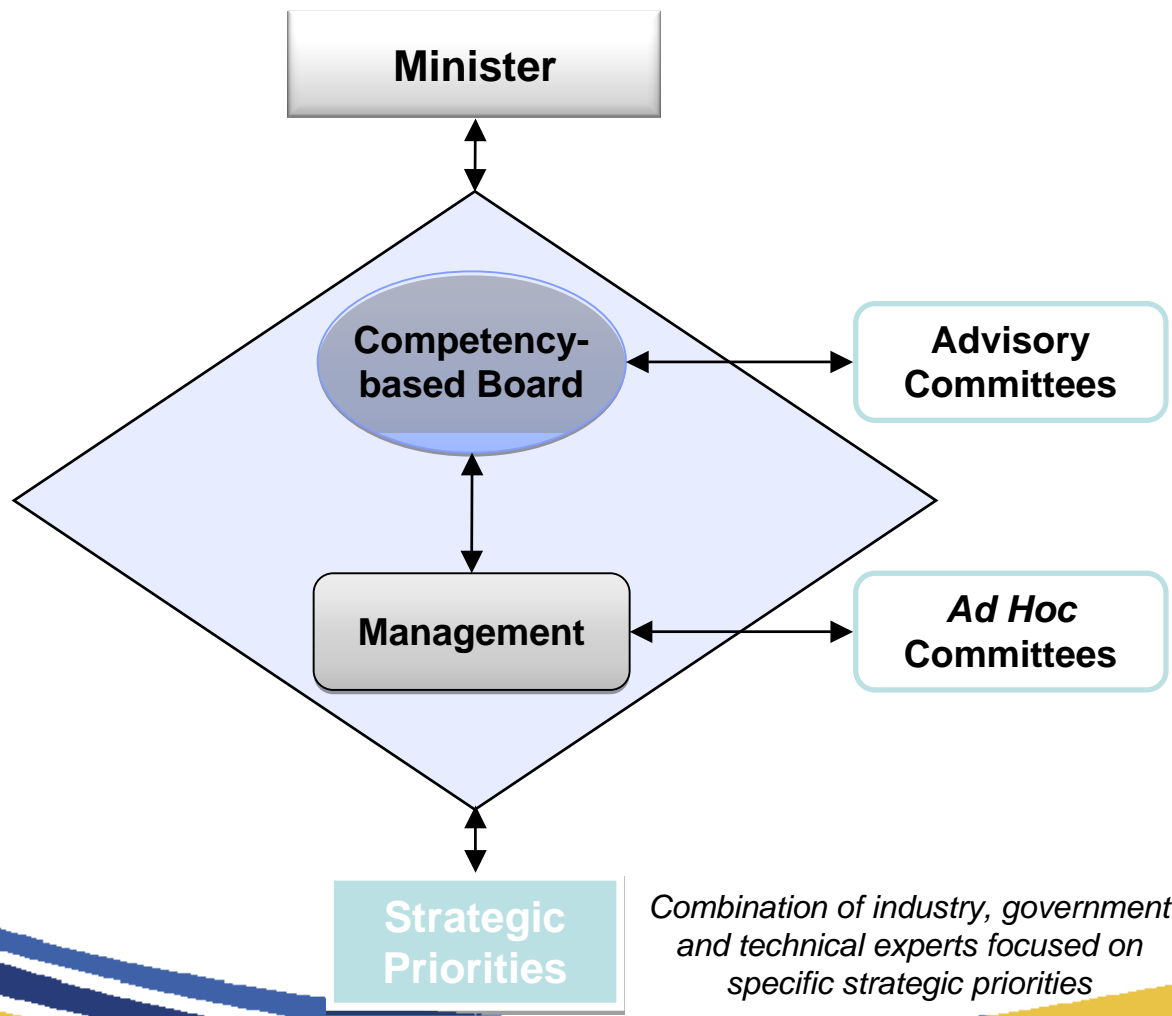 Minister
Competency-
based Board
Advisory
Committees
Management
Ad Hoc
Committees
Strategic
Priorities
Combination of industry, government
and technical experts focused on
specific strategic priorities